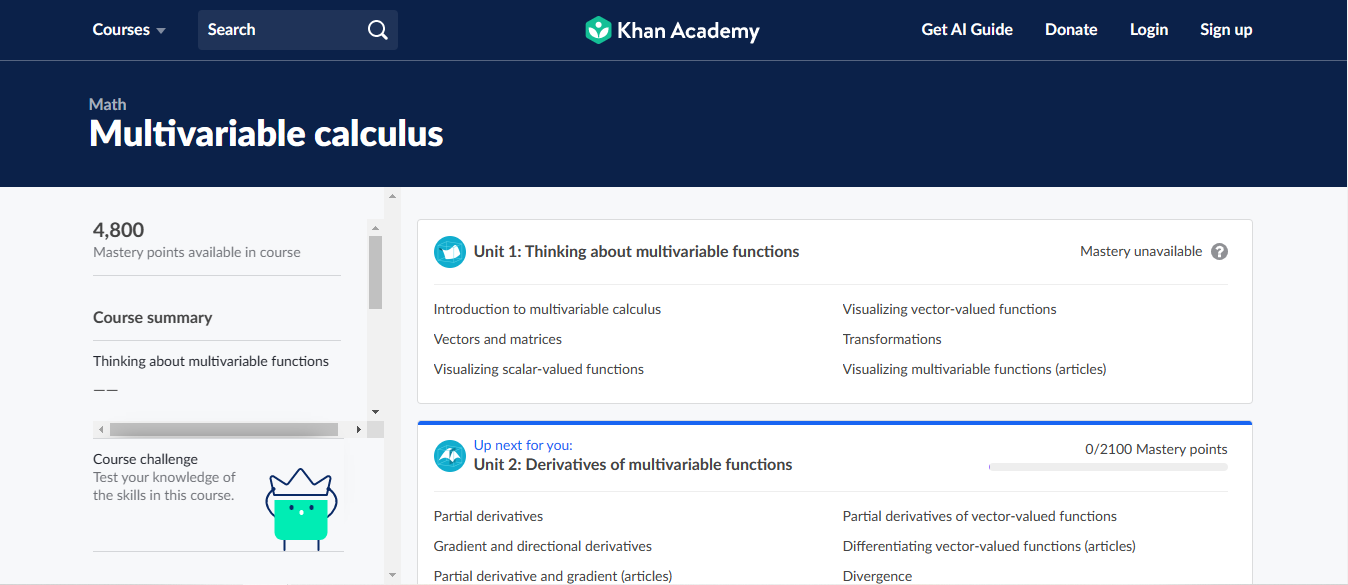 Courses
Search
Khan Academy
Get AI Guide
Donate
Login
Sign up
Math
Multivariable calculus
4,800
Mastery points available in course
Course summary
Thinking about multivariable functions
——
Course challenge
Test your knowledge of
the skills in this course.
Unit 1: Thinking about multivariable functions
Mastery unavailable
?
Introduction to multivariable calculus
Vectors and matrices
Visualizing scalar-valued functions
Visualizing vector-valued functions
Transformations
Visualizing multivariable functions (articles)
Up next for you:
Unit 2: Derivatives of multivariable functions
0/2100 Mastery points
Partial derivatives
Gradient and directional derivatives
Partial derivative and gradient (articles)
Partial derivatives of vector-valued functions
Differentiating vector-valued functions (articles)
Divergence